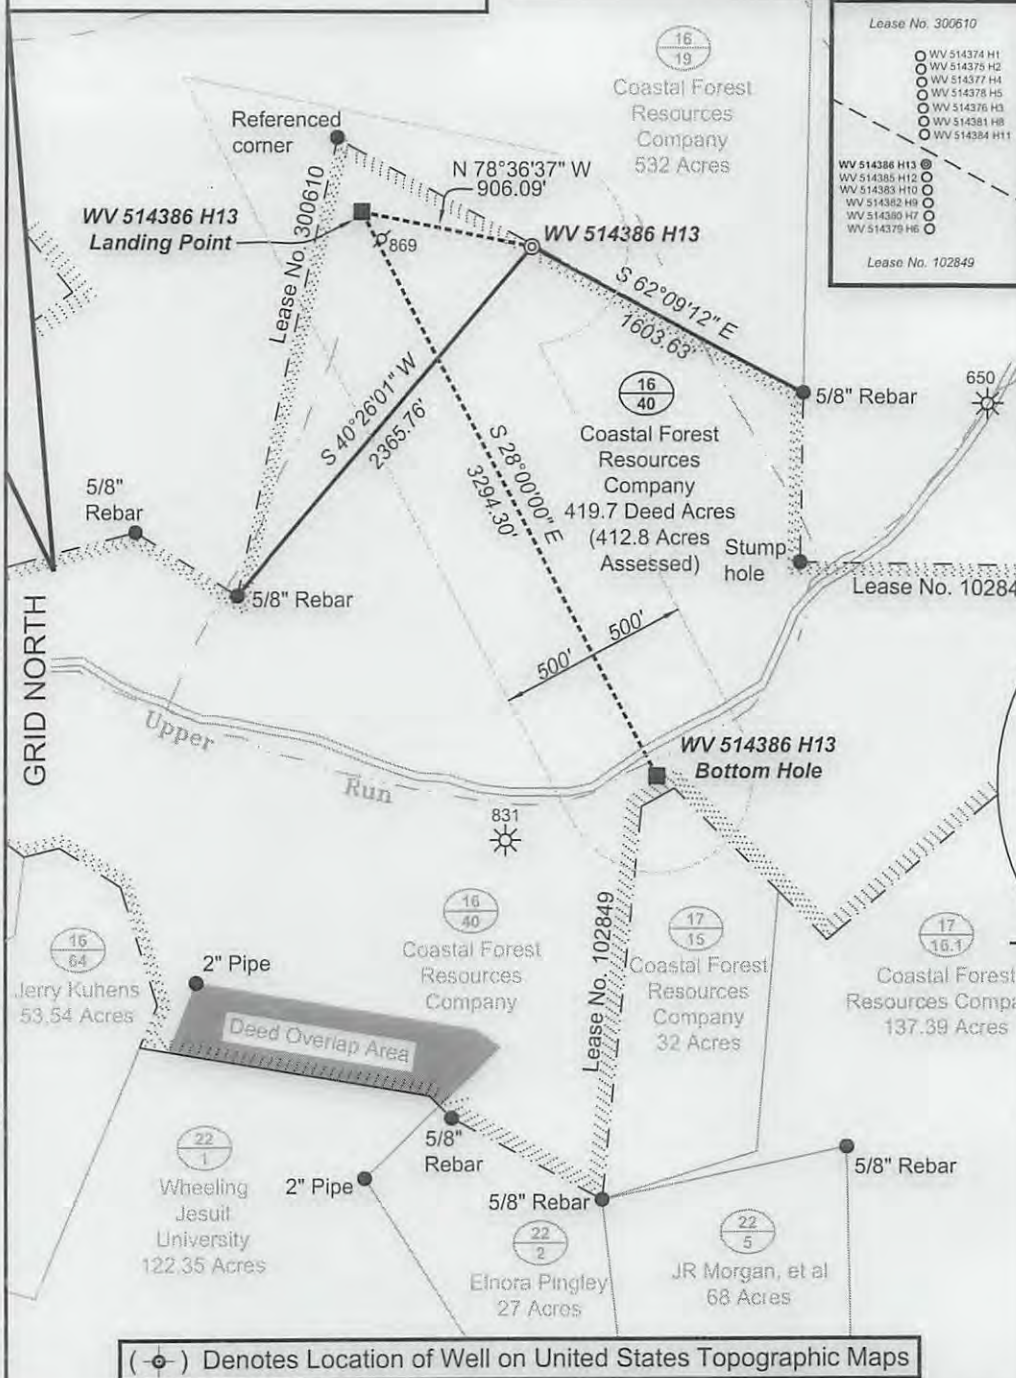 Lease No. 300610
WV 514374 H1
WV 514375 H2
WV 514377 H4
WV 514378 H5
WV 514376 H3
WV 514381 H8
WV 514384 H11
WV 514386 H13
WV 514385 H12
WV 514383 H10
WV 514382 H9
WV 514380 H7
WV 514379 H6
Lease No. 102849
16
19
Coastal Forest
Resources
Company
532 Acres
Referenced
corner
N 78°36'37" W
906.09'
WV 514386 H13
Landing Point
869
WV 514386 H13
Lease No. 300610
S 62°09'12" E
1603.63'
S 40°26'01" W
2365.76'
S 28°00'00" E
3294.30'
16
40
Coastal Forest
Resources
Company
419.7 Deed Acres
(412.8 Acres
Assessed)
5/8" Rebar
650
5/8"
Rebar
5/8" Rebar
Stump
hole
Lease No. 10284
500'
500'
GRID NORTH
Upper
Run
WV 514386 H13
Bottom Hole
831
16
64
Jerry Kuhens
53.54 Acres
2" Pipe
Deed Overlap Area
16
40
Coastal Forest
Resources
Company
Lease No. 102849
17
15
Coastal Forest
Resources
Company
32 Acres
17
16.1
Coastal Forest
Resources Compa
137.39 Acres
5/8"
Rebar
2" Pipe
5/8" Rebar
5/8" Rebar
22
1
Wheeling
Jesuit
University
122.35 Acres
22
2
Elnora Pingley
27 Acres
22
5
JR Morgan, et al
68 Acres
( ) Denotes Location of Well on United States Topographic Maps